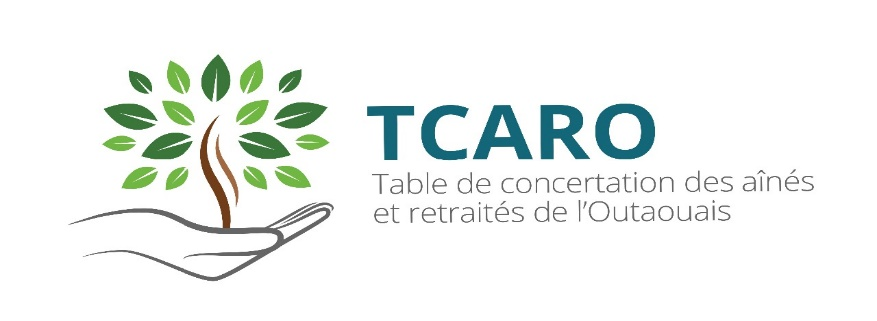 TCARO
Table de concertation des aînés
et retraités de l'Outaouais